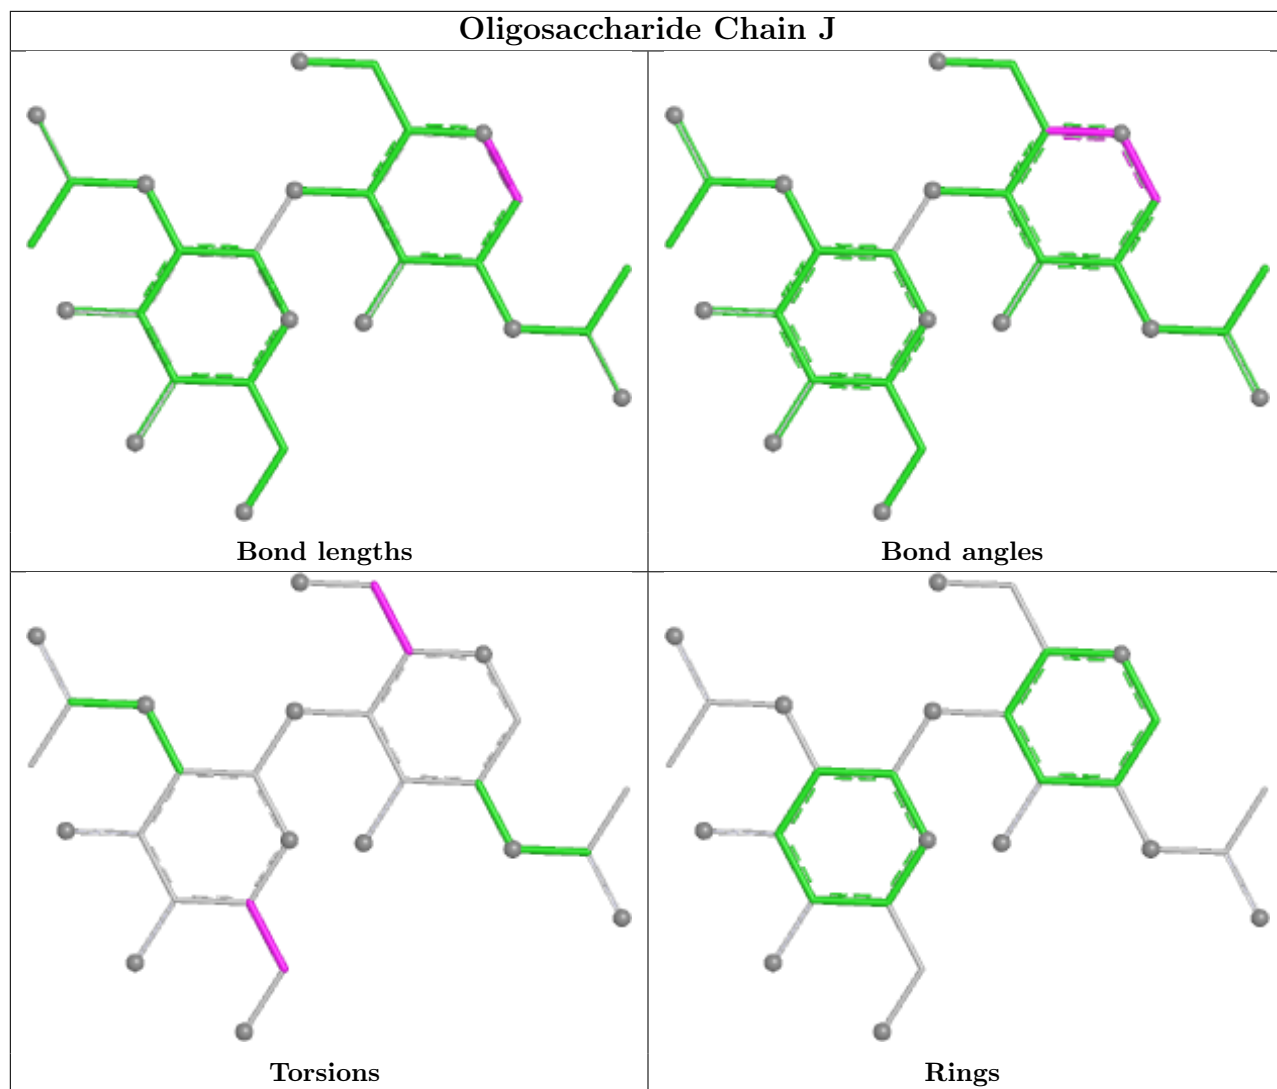 Oligosaccharide Chain J
Bond lengths
Bond angles
Torsions
Rings